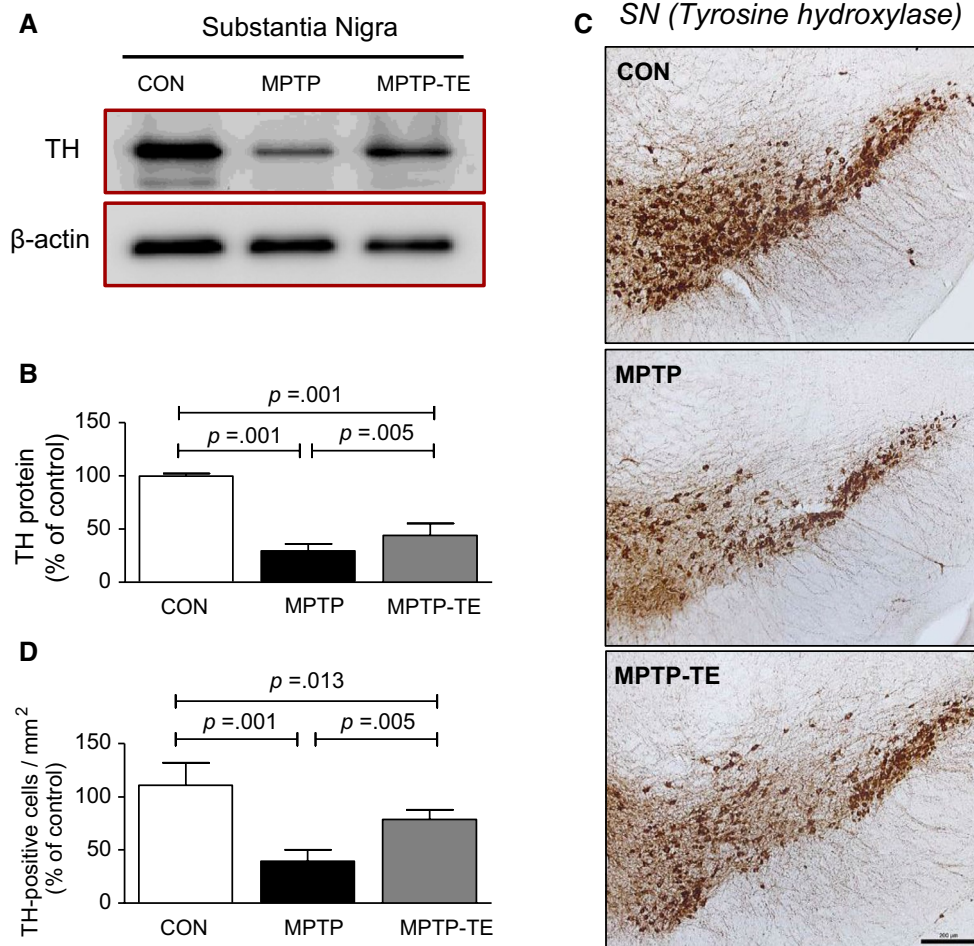 A
Substantia Nigra
CON MPTP MPTP-TE
TH
β-actin
B
p =.001
p =.001 p =.005
150
100
50
0
TH protein
(% of control)
CON MPTP MPTP-TE
D
p =.013
p =.001 p =.005
150
100
50
0
TH-positive cells / mm²
(% of control)
CON MPTP MPTP-TE
C
SN (Tyrosine hydroxylase)
CON
MPTP
MPTP-TE
200 µm